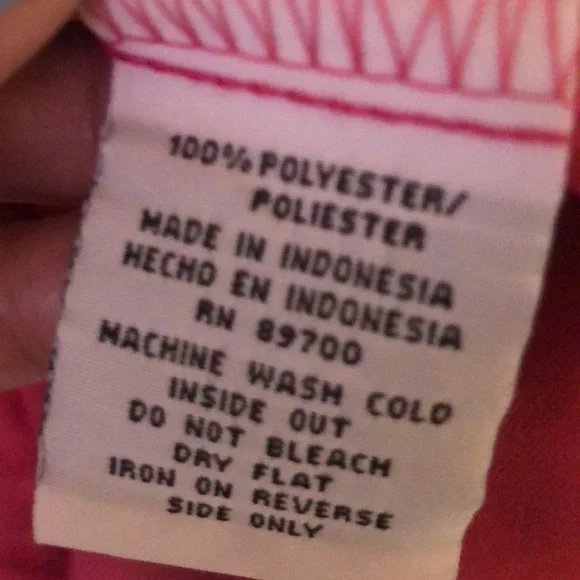 100% POLYESTER/
POLIESTER
MADE IN INDONESIA
HECHO EN INDONESIA
RN 89700
MACHINE WASH COLD
INSIDE OUT
DO NOT BLEACH
DRY FLAT
IRON ON REVERSE
SIDE ONLY